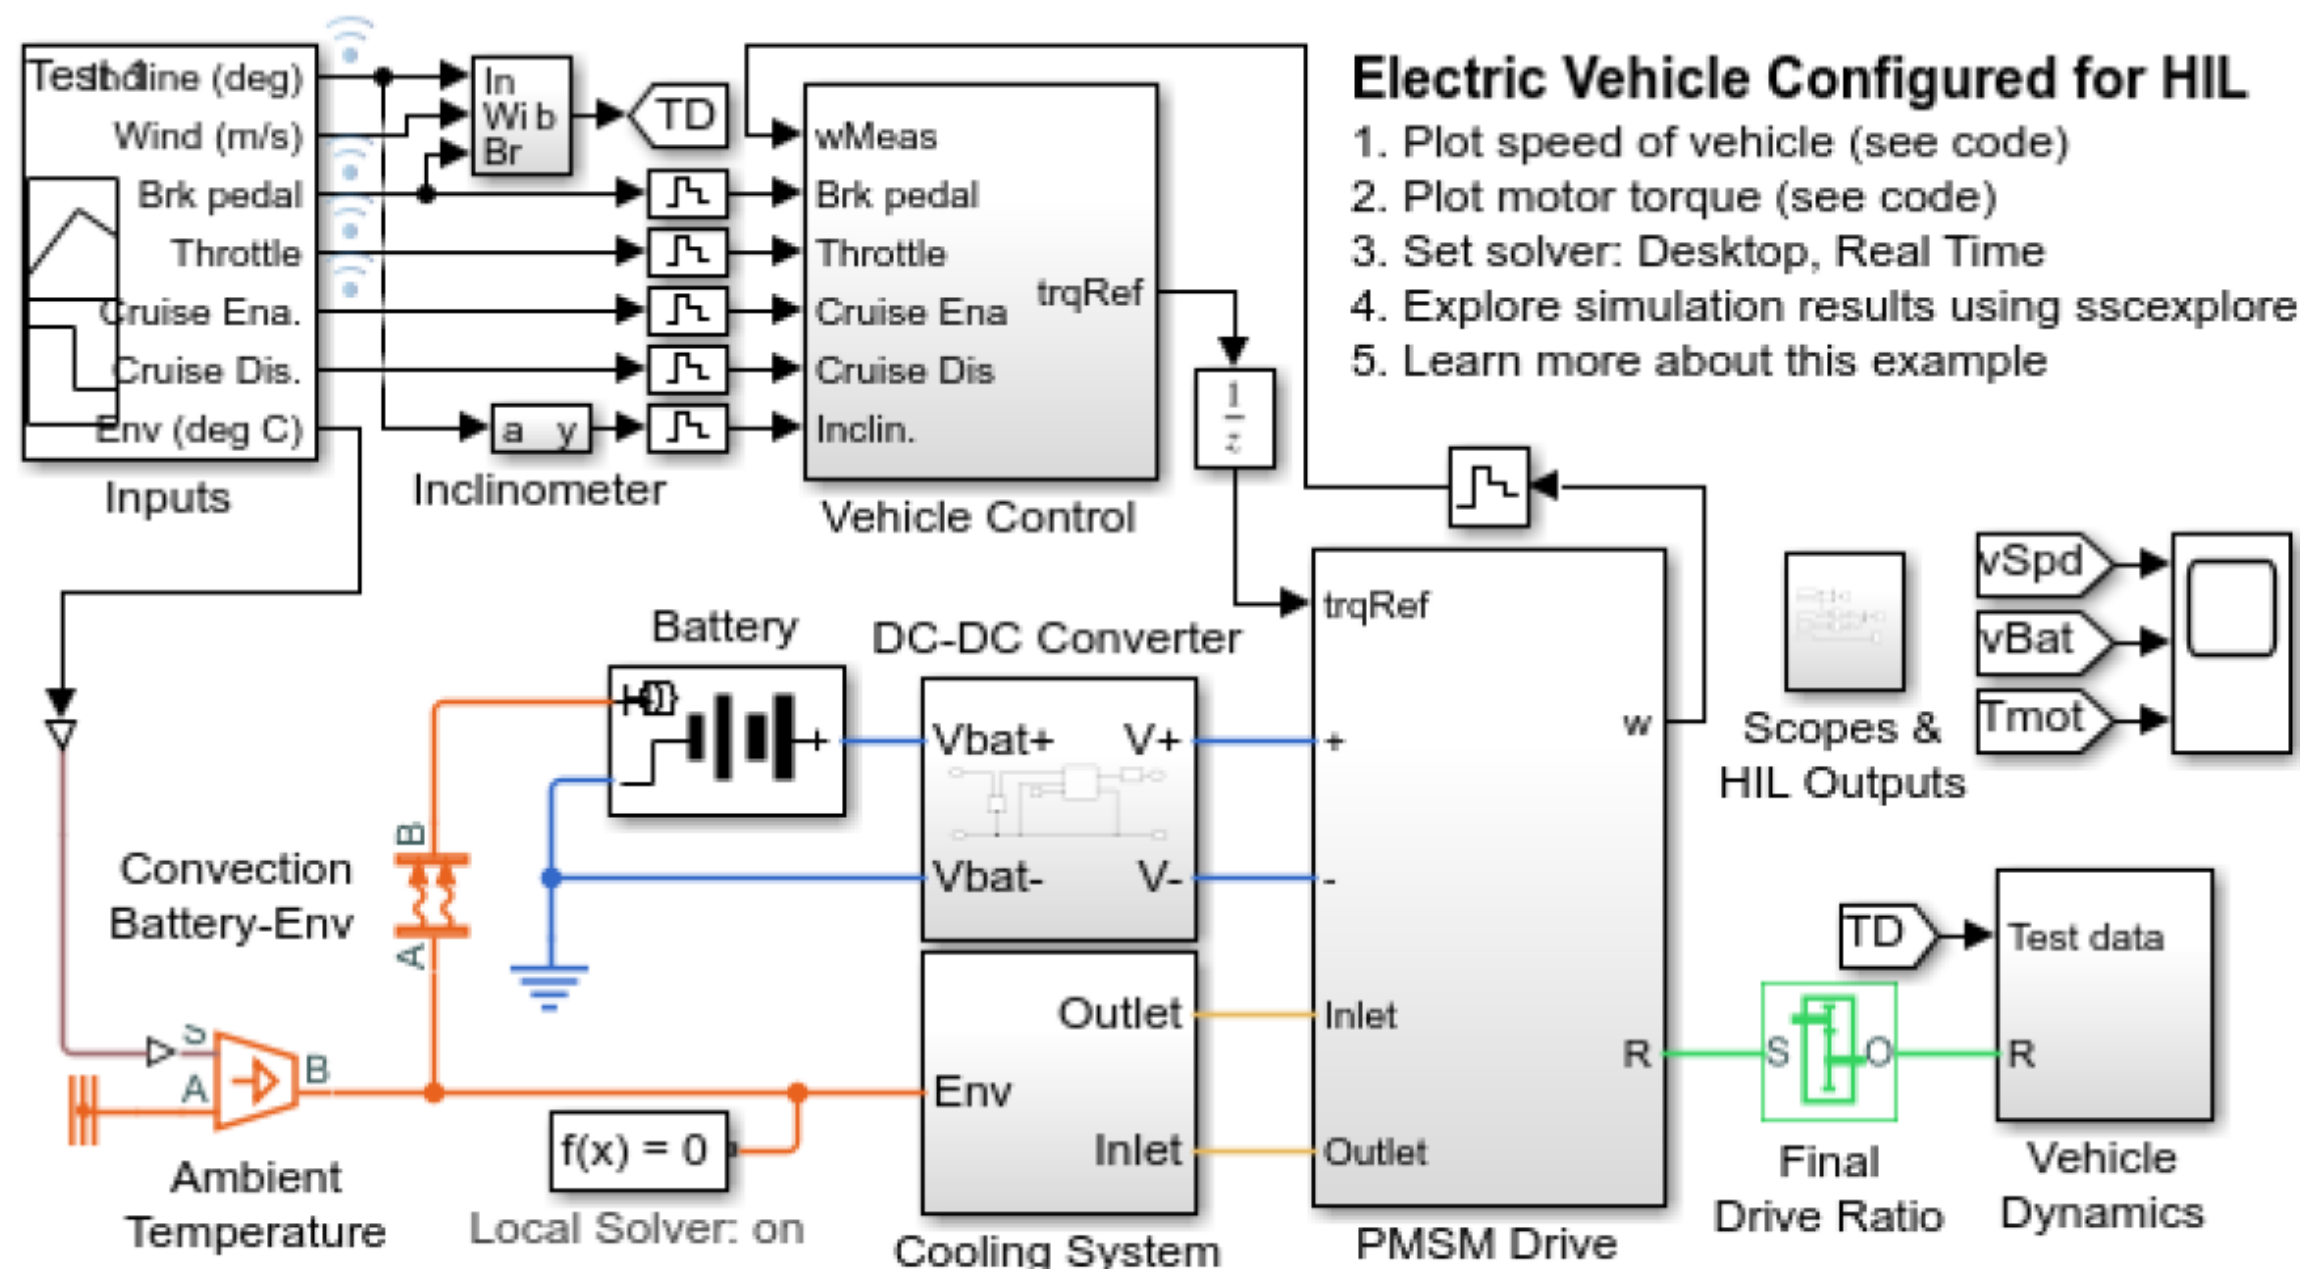 Electric Vehicle Configured for HIL
1. Plot speed of vehicle (see code)
2. Plot motor torque (see code)
3. Set solver: Desktop, Real Time
4. Explore simulation results using sscexplore
5. Learn more about this example
Incline (deg)
Wind (m/s)
Brk pedal
Throttle
Cruise Ena.
Cruise Dis.
Env (deg C)
Inputs
In
Wi b
Br
TD
a y
Inclinometer
wMeas
Brk pedal
Throttle
Cruise Ena
Cruise Dis
Inclin.
trqRef
Vehicle Control
1
z
Battery
+
DC-DC Converter
Vbat+ V+
Vbat- V-
trqRef
+
-
w
Inlet
R
Outlet
PMSM Drive
Scopes &
HIL Outputs
vSpd
vBat
Tmot
Convection
Battery-Env
B
A
S
A
B
Ambient
Temperature
f(x) = 0
Local Solver: on
Outlet
Env
Inlet
Cooling System
S O
Final
Drive Ratio
TD
Test data
R
Vehicle
Dynamics